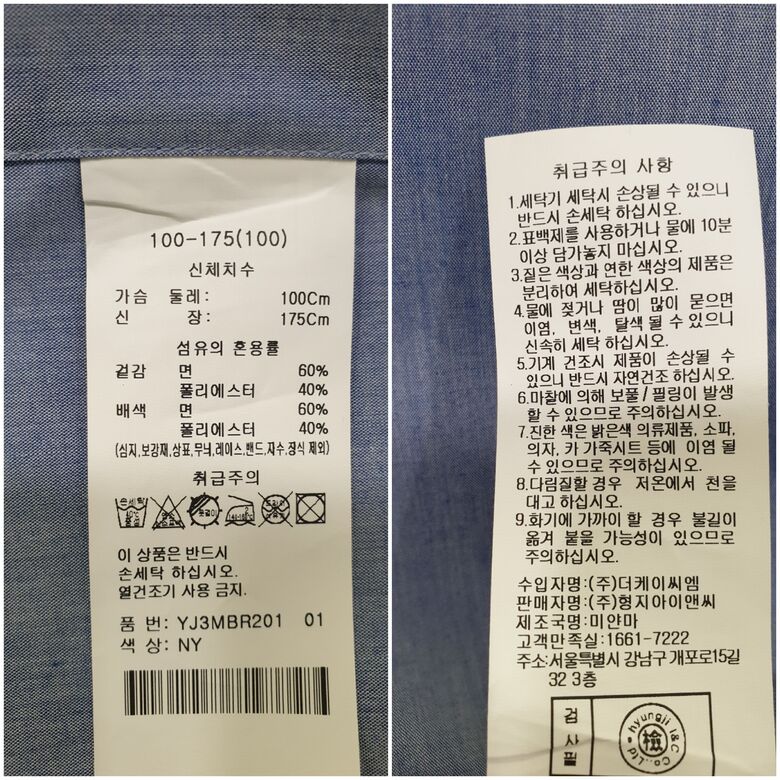 100-175(100)
신체치수
가슴 둘레: 100Cm
신 장: 175Cm
섬유의 혼용률
겉감 면 60%
폴리에스터 40%
배색 면 60%
폴리에스터 40%
(심지,보강재,상표,무늬,레이스,밴드,자수,장식 제외)
취급주의
손세탁
옷걸이
이 상품은 반드시
손세탁 하십시오.
열건조기 사용 금지.
품 번: YJ3MBR201 01
색 상: NY
취급주의 사항
1.세탁기 세탁시 손상될 수 있으니
반드시 손세탁 하십시오.
2.표백제를 사용하거나 물에 10분
이상 담가놓지 마십시오.
3.짙은 색상과 연한 색상의 제품은
분리하여 세탁하십시오.
4.물에 젖거나 땀이 많이 묻으면
이염, 변색, 탈색 될 수 있으니
신속히 세탁 하십시오.
5.기계 건조시 제품이 손상될 수
있으니 반드시 자연건조 하십시오.
6.마찰에 의해 보풀/필링이 발생
할 수 있으므로 주의하십시오.
7.진한 색은 밝은색 의류제품, 소파,
의자, 카 가죽시트 등에 이염 될
수 있으므로 주의하십시오.
8.다림질할 경우 저온에서 천을
대고 하십시오.
9.화기에 가까이 할 경우 불길이
옮겨 붙을 가능성이 있으므로
주의하십시오.
수입자명:(주)더케이씨엠
판매자명:(주)형지아이앤씨
제조국명:미얀마
고객만족실:1661-7222
주소:서울특별시 강남구 개포로15길
32 3층
검사필
hyungji I&C Co.,Ltd
檢